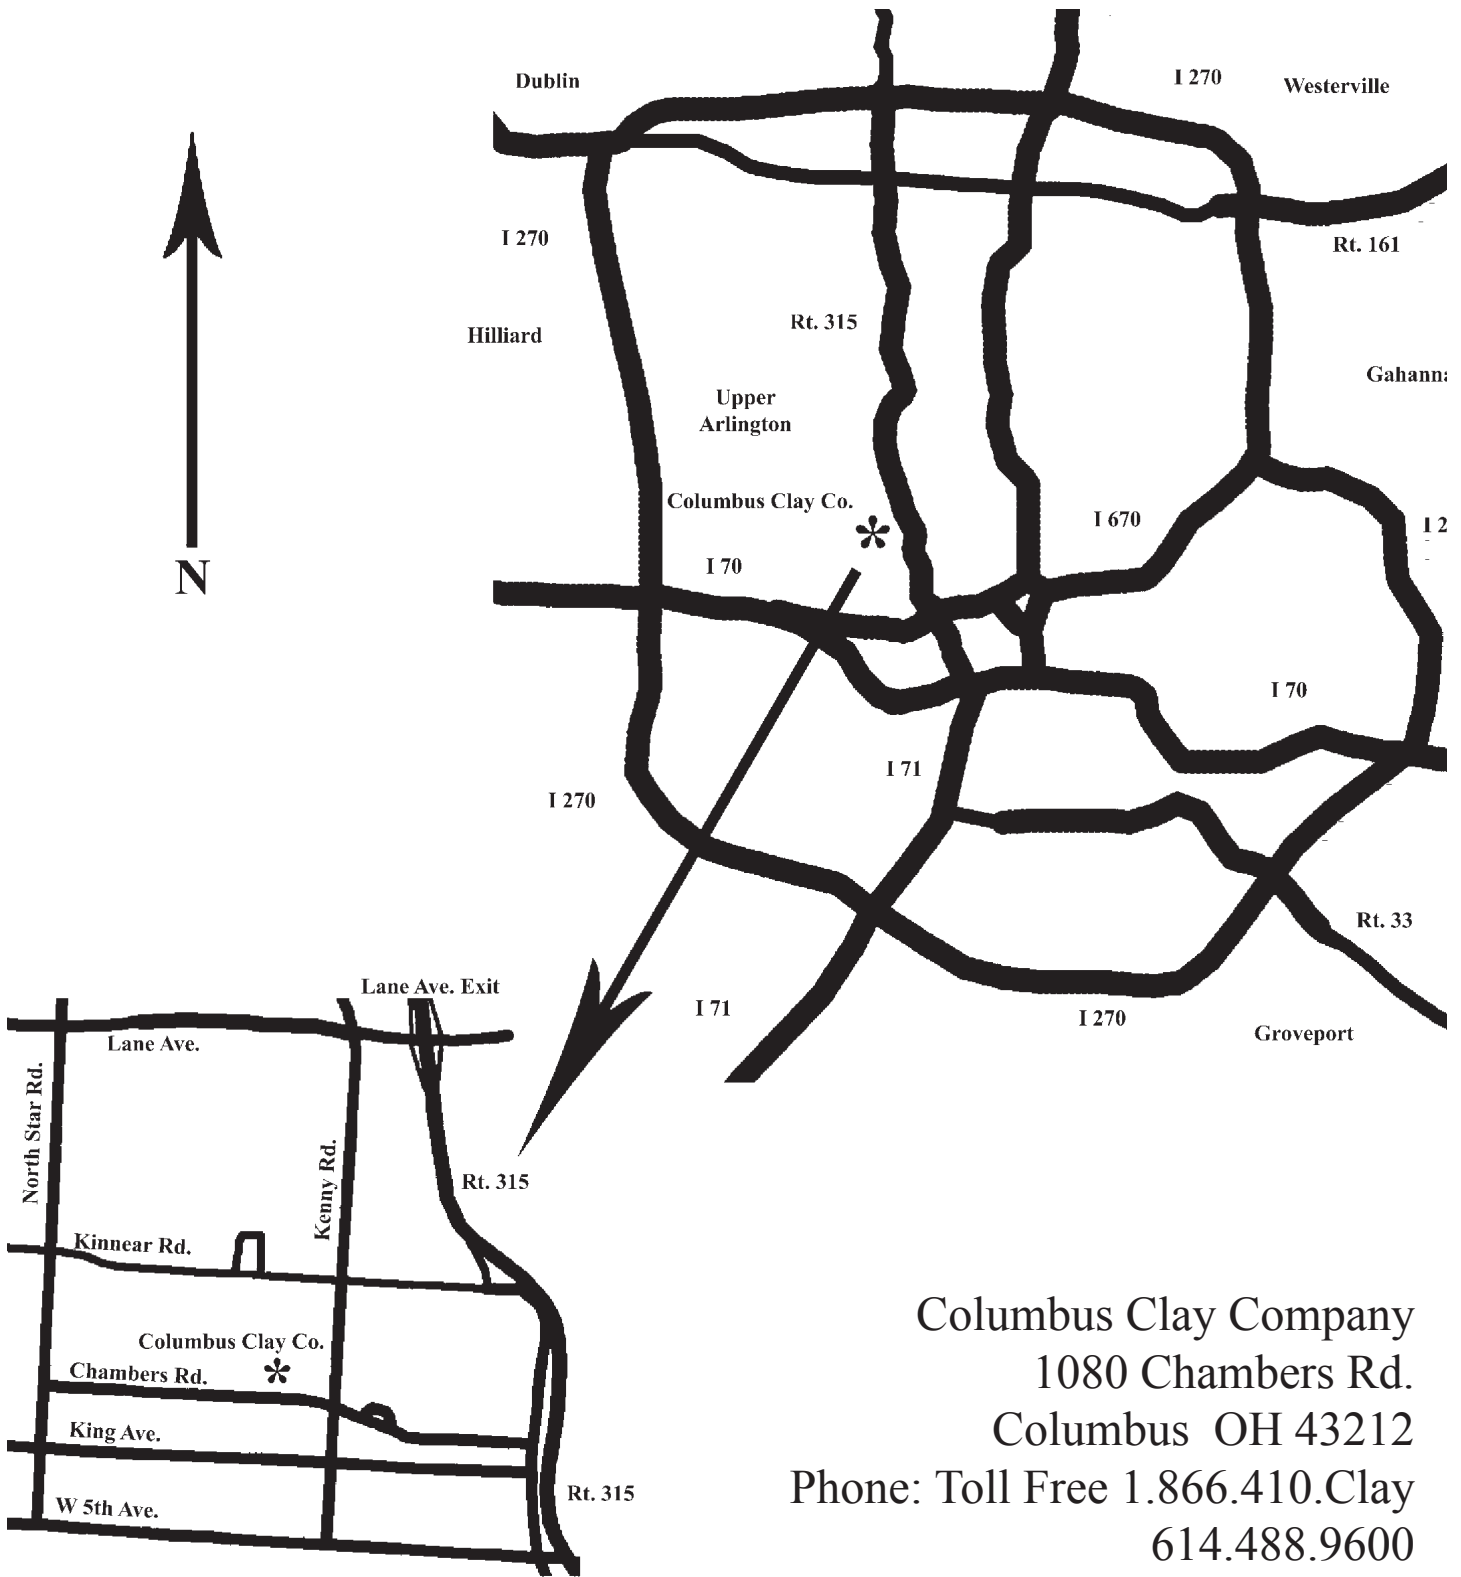 Dublin
I 270
Westerville
I 270
Rt. 161
Hilliard
Rt. 315
Gahanna
Upper
Arlington
Columbus Clay Co.
*
I 670
I 2
I 70
N
I 70
I 71
I 270
Rt. 33
I 71
I 270
Groveport
Lane Ave. Exit
Lane Ave.
North Star Rd.
Kenny Rd.
Rt. 315
Kinnear Rd.
Columbus Clay Co.
*
Chambers Rd.
King Ave.
W 5th Ave.
Rt. 315
Columbus Clay Company
1080 Chambers Rd.
Columbus  OH 43212
Phone: Toll Free 1.866.410.Clay
614.488.9600